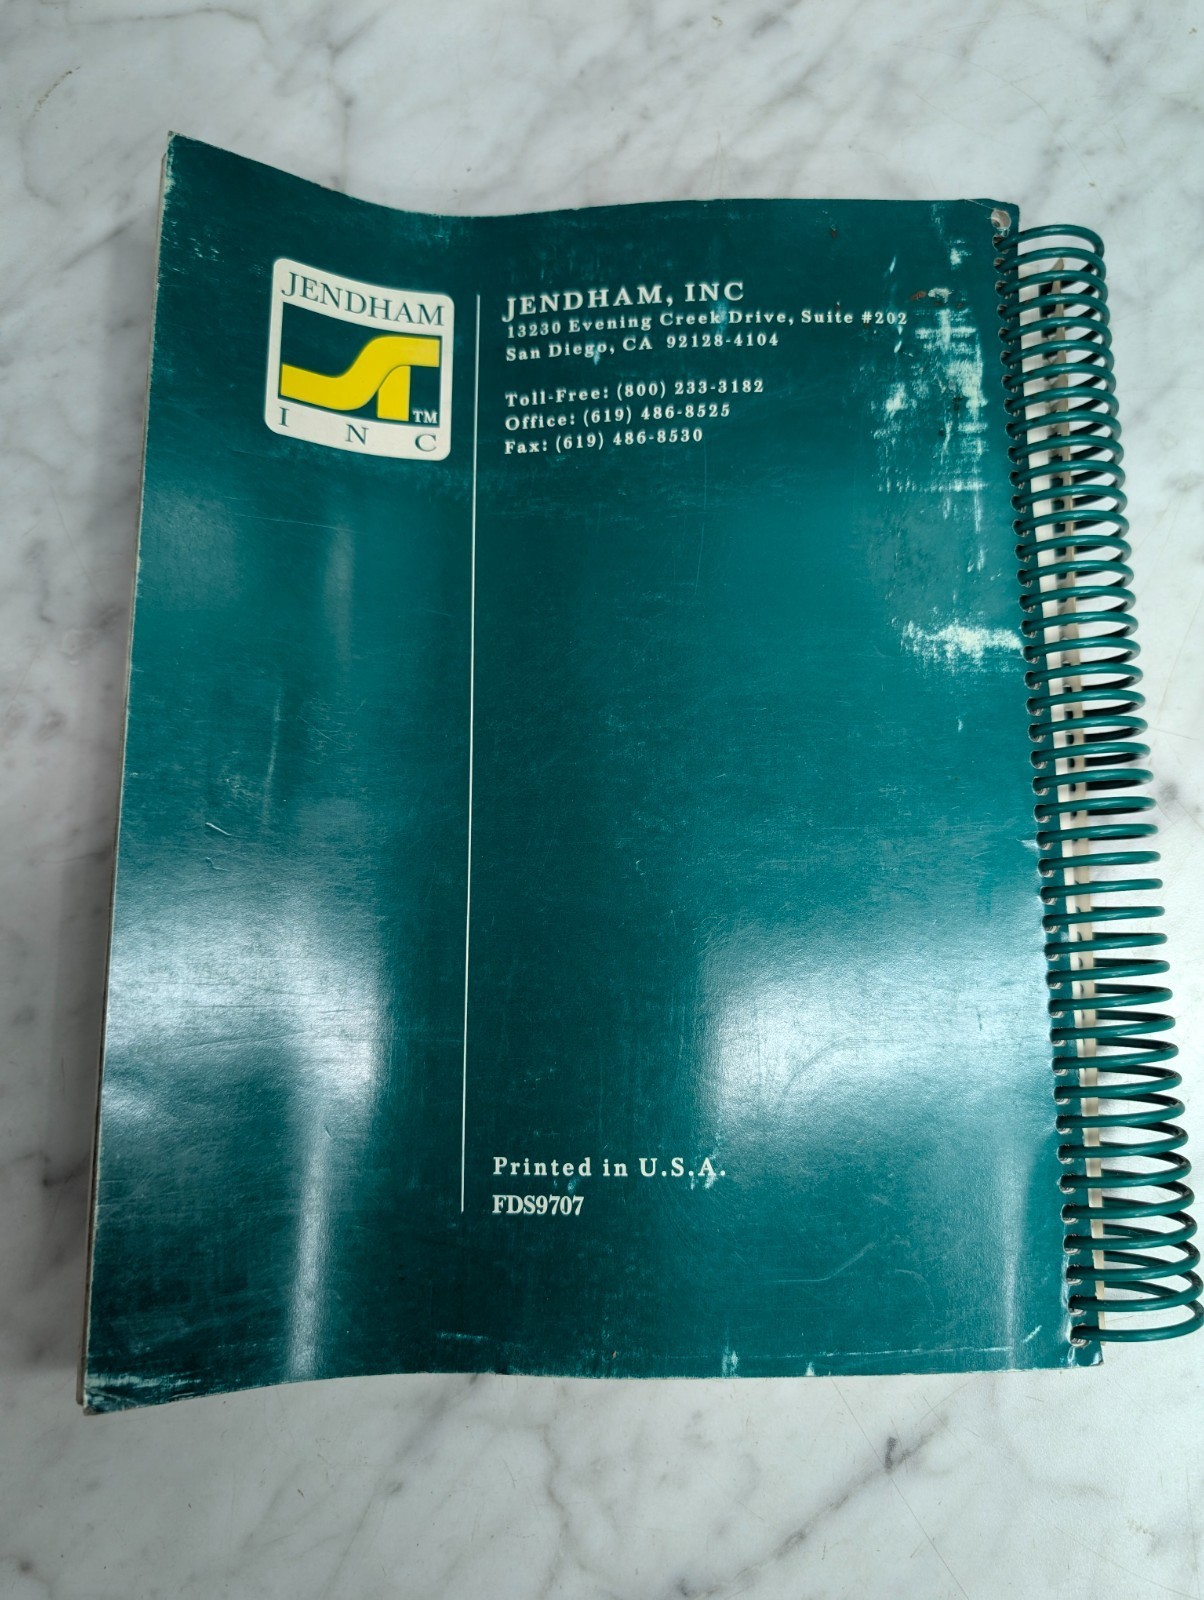 JENDHAM
TM
I N C
JENDHAM, INC
13230 Evening Creek Drive, Suite #202
San Diego, CA 92128-4104
Toll-Free: (800) 233-3182
Office: (619) 486-8525
Fax: (619) 486-8530
Printed in U.S.A.
FDS9707